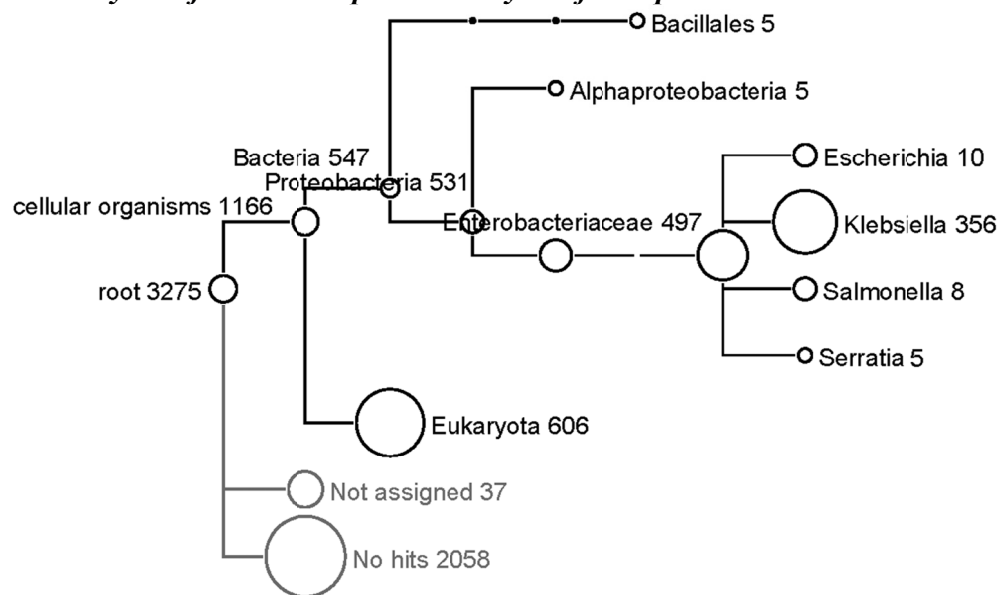 Bacillales 5
Alphaproteobacteria 5
Bacteria 547
Escherichia 10
Proteobacteria 531
cellular organisms 1166
Enterobacteriaceae 497
Klebsiella 356
root 3275
Salmonella 8
Serratia 5
Eukaryota 606
Not assigned 37
No hits 2058